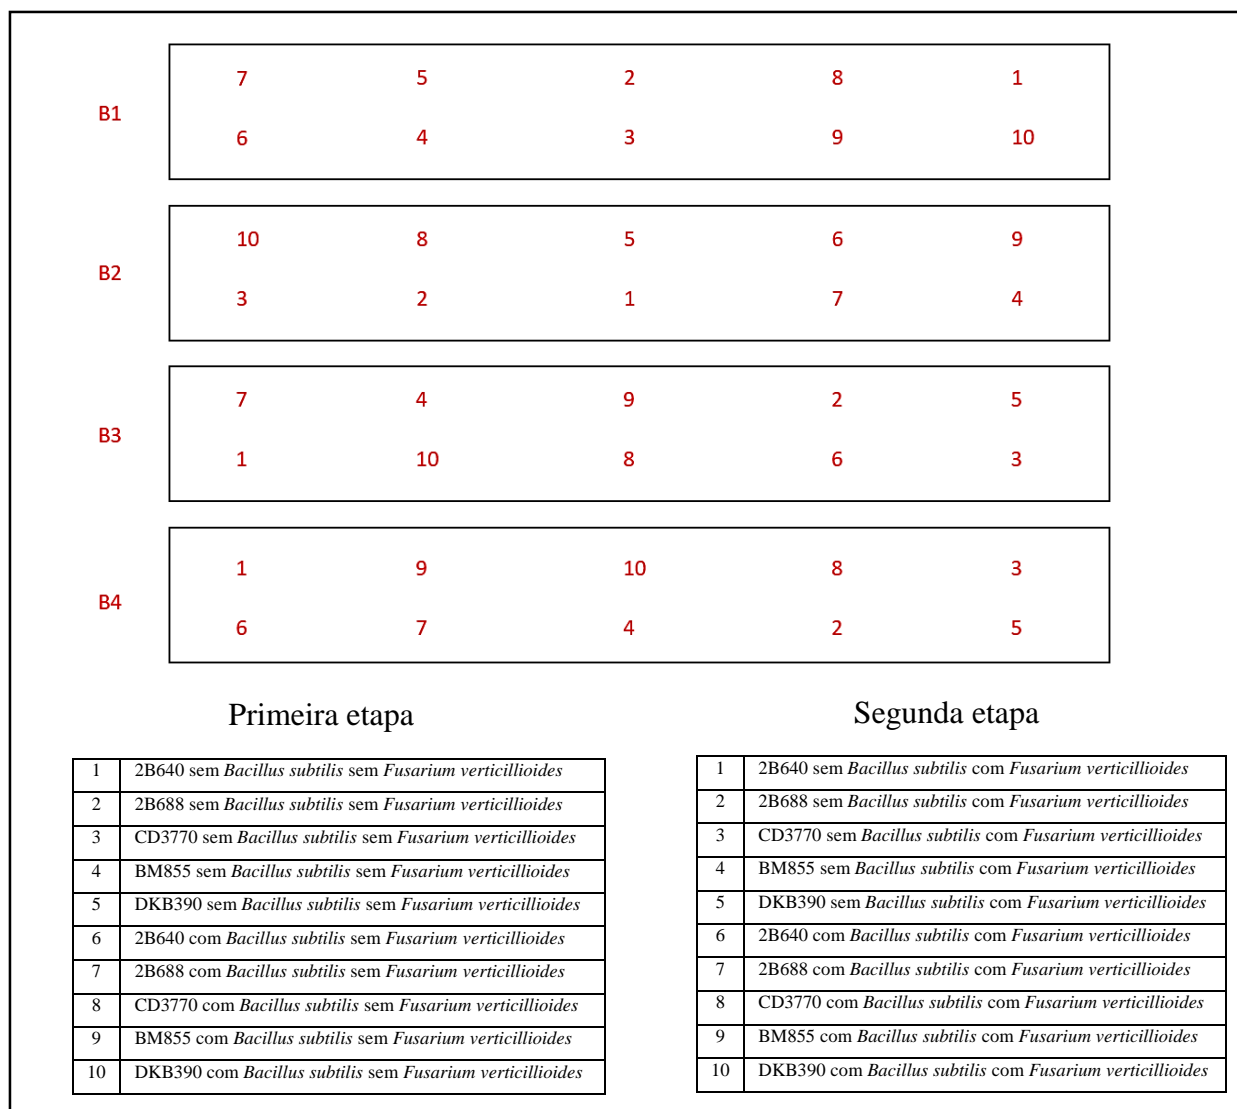 7 5 2 8 1
B1
6 4 3 9 10
10 8 5 6 9
B2
3 2 1 7 4
7 4 9 2 5
B3
1 10 8 6 3
1 9 10 8 3
B4
6 7 4 2 5
Primeira etapa
1 2B640 sem Bacillus subtilis sem Fusarium verticillioides
2 2B688 sem Bacillus subtilis sem Fusarium verticillioides
3 CD3770 sem Bacillus subtilis sem Fusarium verticillioides
4 BM855 sem Bacillus subtilis sem Fusarium verticillioides
5 DKB390 sem Bacillus subtilis sem Fusarium verticillioides
6 2B640 com Bacillus subtilis sem Fusarium verticillioides
7 2B688 com Bacillus subtilis sem Fusarium verticillioides
8 CD3770 com Bacillus subtilis sem Fusarium verticillioides
9 BM855 com Bacillus subtilis sem Fusarium verticillioides
10 DKB390 com Bacillus subtilis sem Fusarium verticillioides
Segunda etapa
1 2B640 sem Bacillus subtilis com Fusarium verticillioides
2 2B688 sem Bacillus subtilis com Fusarium verticillioides
3 CD3770 sem Bacillus subtilis com Fusarium verticillioides
4 BM855 sem Bacillus subtilis com Fusarium verticillioides
5 DKB390 sem Bacillus subtilis com Fusarium verticillioides
6 2B640 com Bacillus subtilis com Fusarium verticillioides
7 2B688 com Bacillus subtilis com Fusarium verticillioides
8 CD3770 com Bacillus subtilis com Fusarium verticillioides
9 BM855 com Bacillus subtilis com Fusarium verticillioides
10 DKB390 com Bacillus subtilis com Fusarium verticillioides